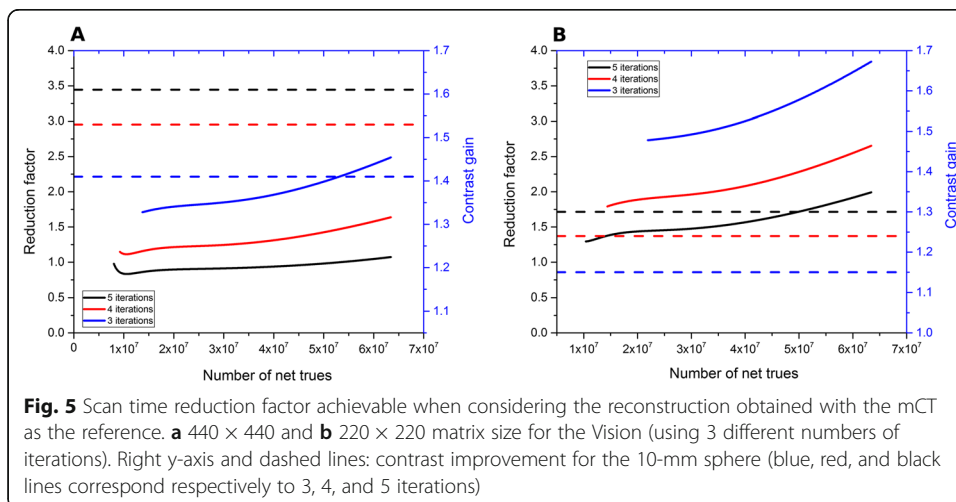 A
B
4.0
3.5
3.0
2.5
2.0
1.5
1.0
0.5
0.0
Reduction factor
1.7
1.6
1.5
1.4
1.3
1.2
1.1
Contrast gain
5 iterations
4 iterations
3 iterations
0 1x10⁷ 2x10⁷ 3x10⁷ 4x10⁷ 5x10⁷ 6x10⁷ 7x10⁷
Number of net trues
4.0
3.5
3.0
2.5
2.0
1.5
1.0
0.5
0.0
Reduction factor
5 iterations
4 iterations
3 iterations
1.7
1.6
1.5
1.4
1.3
1.2
1.1
1.0
Contrast gain
1x10⁷ 2x10⁷ 3x10⁷ 4x10⁷ 5x10⁷ 6x10⁷ 7x10⁷
Number of net trues
Fig. 5 Scan time reduction factor achievable when considering the reconstruction obtained with the mCT
as the reference. a 440 × 440 and b 220 × 220 matrix size for the Vision (using 3 different numbers of
iterations). Right y-axis and dashed lines: contrast improvement for the 10-mm sphere (blue, red, and black
lines correspond respectively to 3, 4, and 5 iterations)